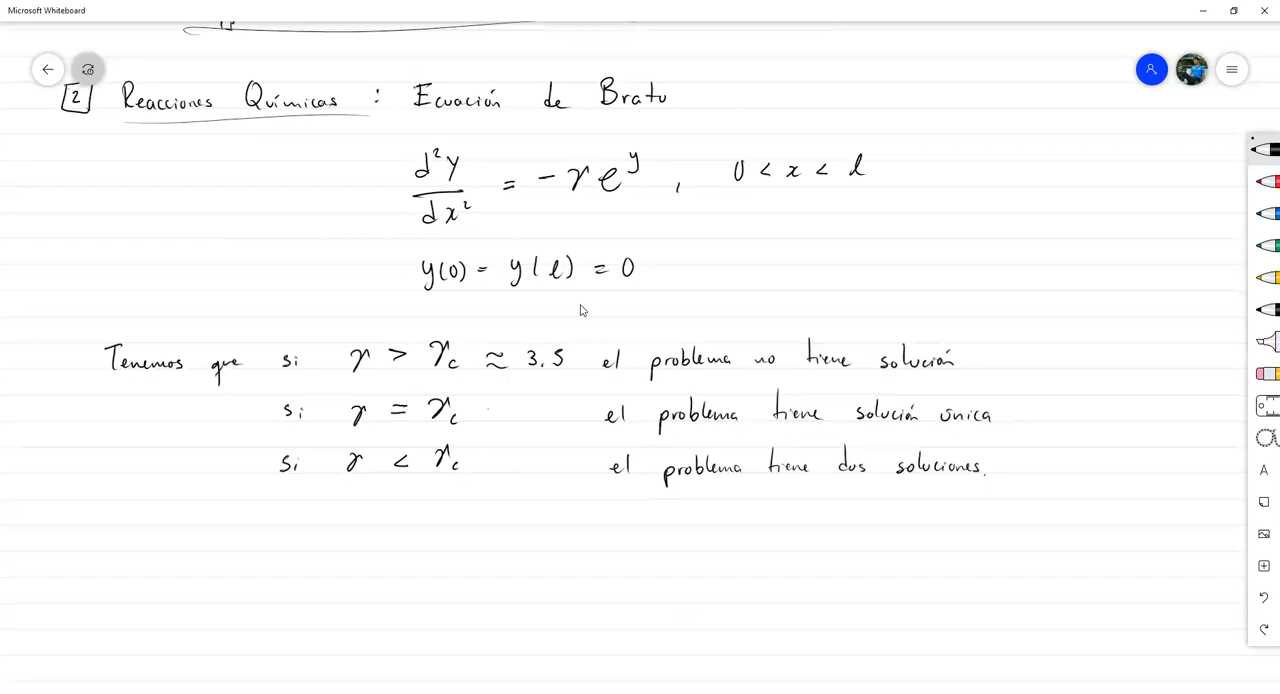 Microsoft Whiteboard
2 Reacciones Químicas : Ecuación de Bratu
d²y/dx² = -γe^y , 0 < x < l
y(0) = y(l) = 0
Tenemos que si γ > γc ≈ 3.5 el problema no tiene solución
si γ = γc el problema tiene solución única
si γ < γc el problema tiene dos soluciones.
A